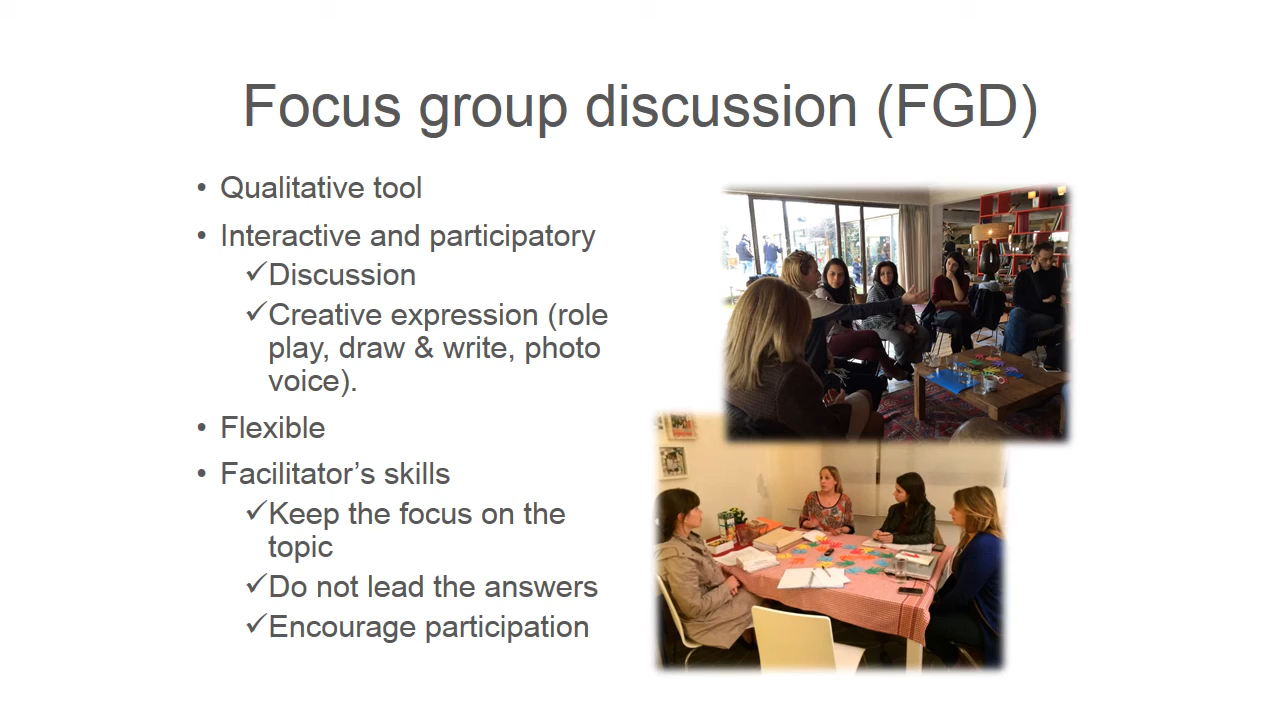 Focus group discussion (FGD)
• Qualitative tool
• Interactive and participatory
✓Discussion
✓Creative expression (role
play, draw & write, photo
voice).
• Flexible
• Facilitator’s skills
✓Keep the focus on the
topic
✓Do not lead the answers
✓Encourage participation